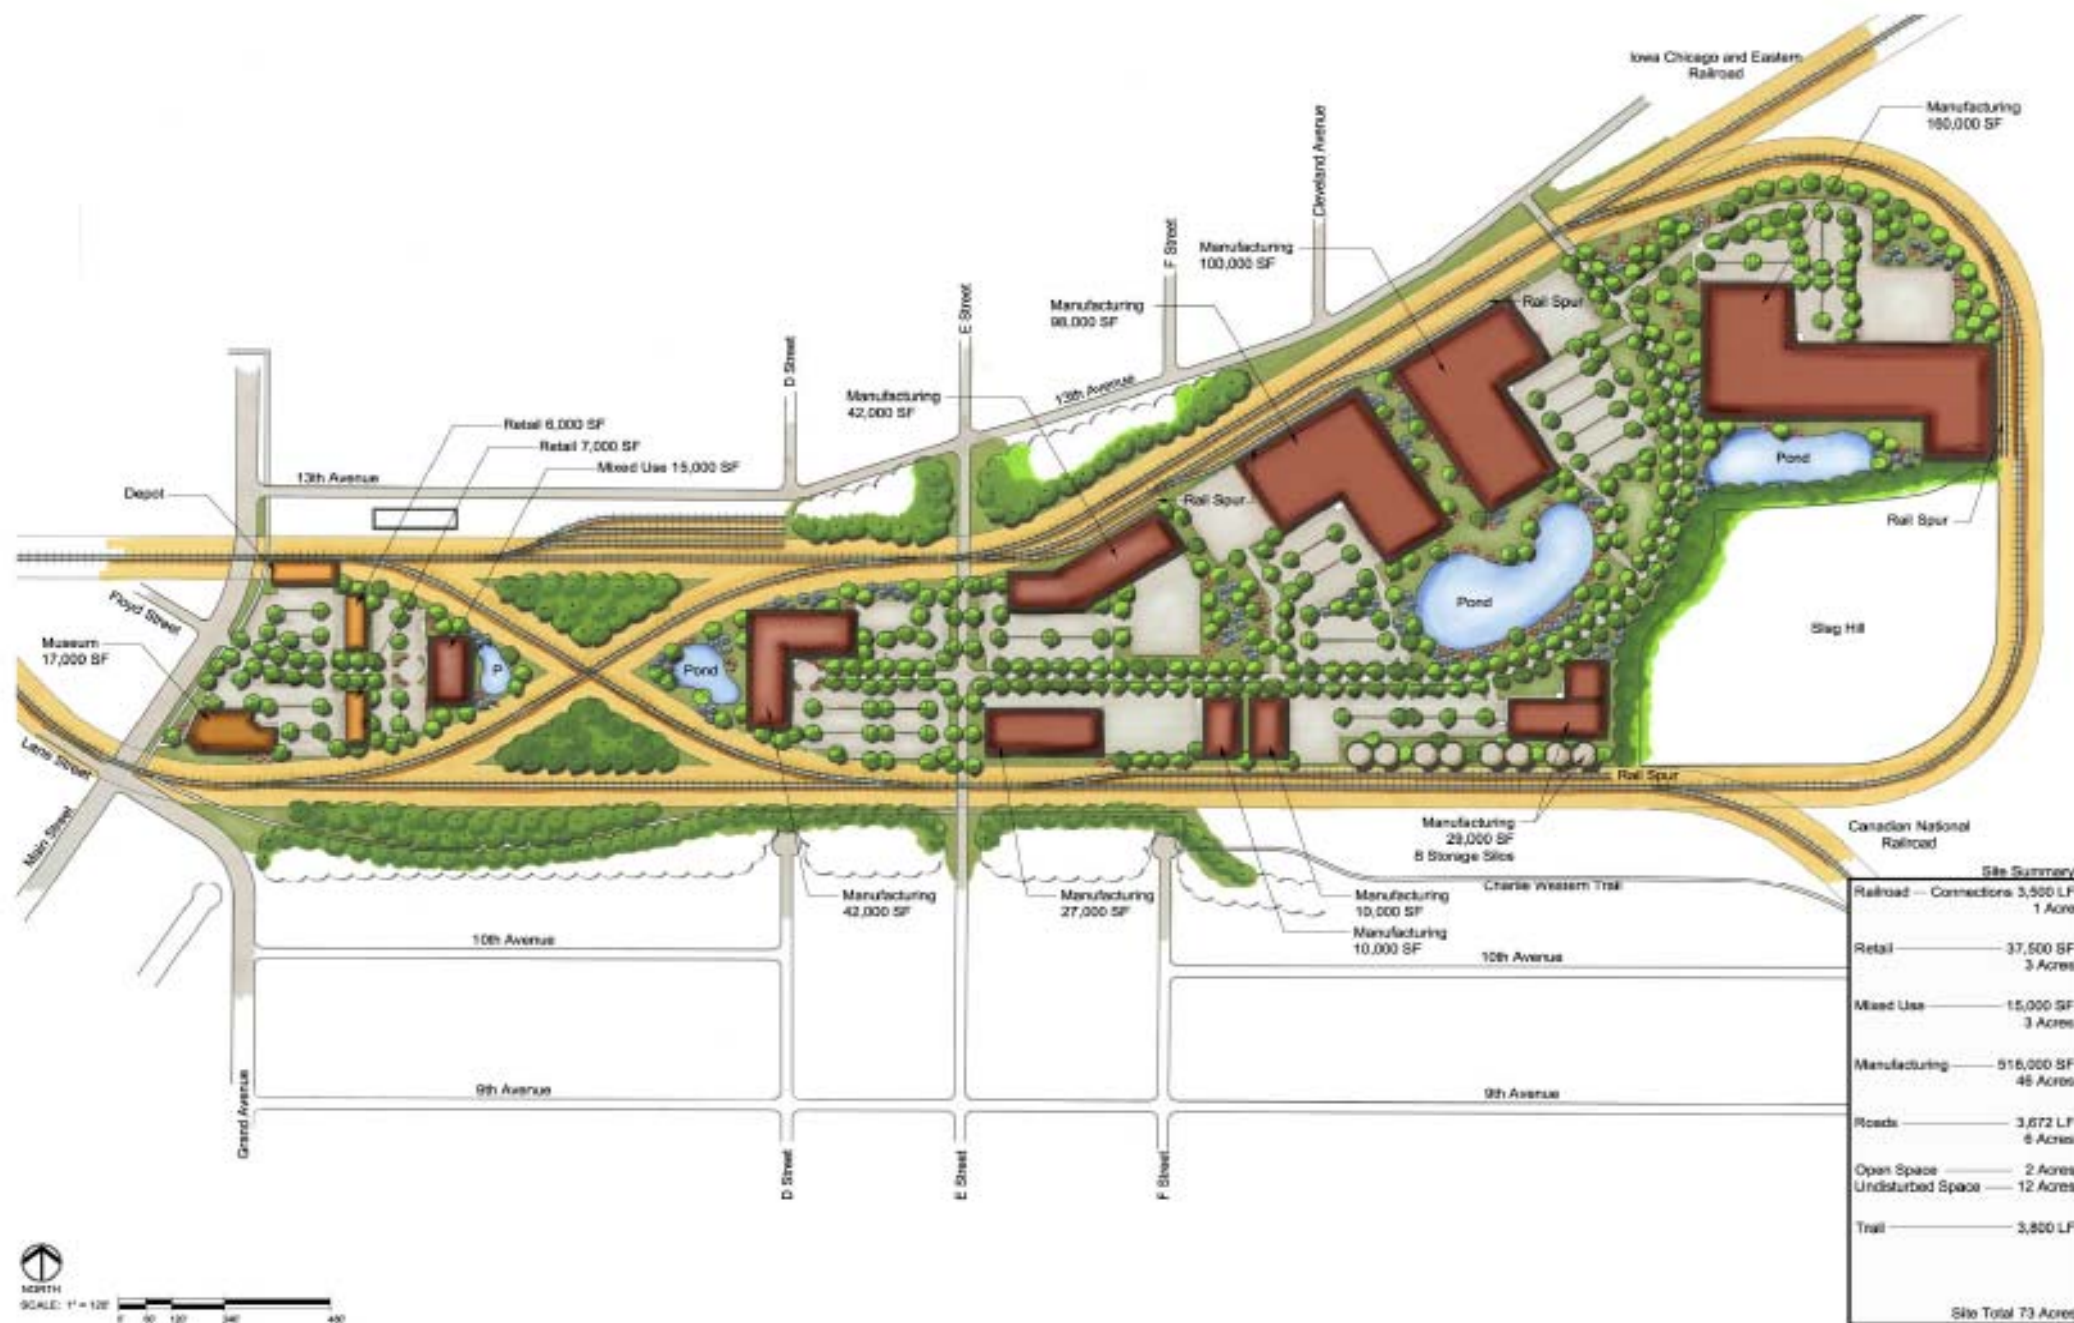 Iowa Chicago and Eastern
Railroad
Manufacturing
160,000 SF
Cleveland Avenue
F Street
Manufacturing
100,000 SF
E Street
Manufacturing
98,000 SF
Rail Spur
D Street
13th Avenue
Manufacturing
42,000 SF
Retail 6,000 SF
Retail 7,000 SF
Mixed Use 15,000 SF
Pond
13th Avenue
Depot
Rail Spur
Rail Spur
Floyd Street
Pond
Slag Hill
Museum
17,000 SF
P
Pond
Main Street
Rail Spur
Manufacturing
29,000 SF
8 Storage Silos
Canadian National
Railroad
Charlie Western Trail
Manufacturing
42,000 SF
Manufacturing
27,000 SF
Manufacturing
10,000 SF
Manufacturing
10,000 SF
10th Avenue
10th Avenue
9th Avenue
9th Avenue
Grand Avenue
D Street
E Street
F Street
Site Summary
Railroad Connections 3,500 LF
1 Acre
Retail 37,500 SF
3 Acres
Mixed Use 15,000 SF
3 Acres
Manufacturing 516,000 SF
46 Acres
Roads 3,672 LF
6 Acres
Open Space 2 Acres
Undisturbed Space 12 Acres
Trail 3,800 LF
Site Total 73 Acres
NORTH
SCALE: 1" = 120'
0' 60' 120' 240' 480'